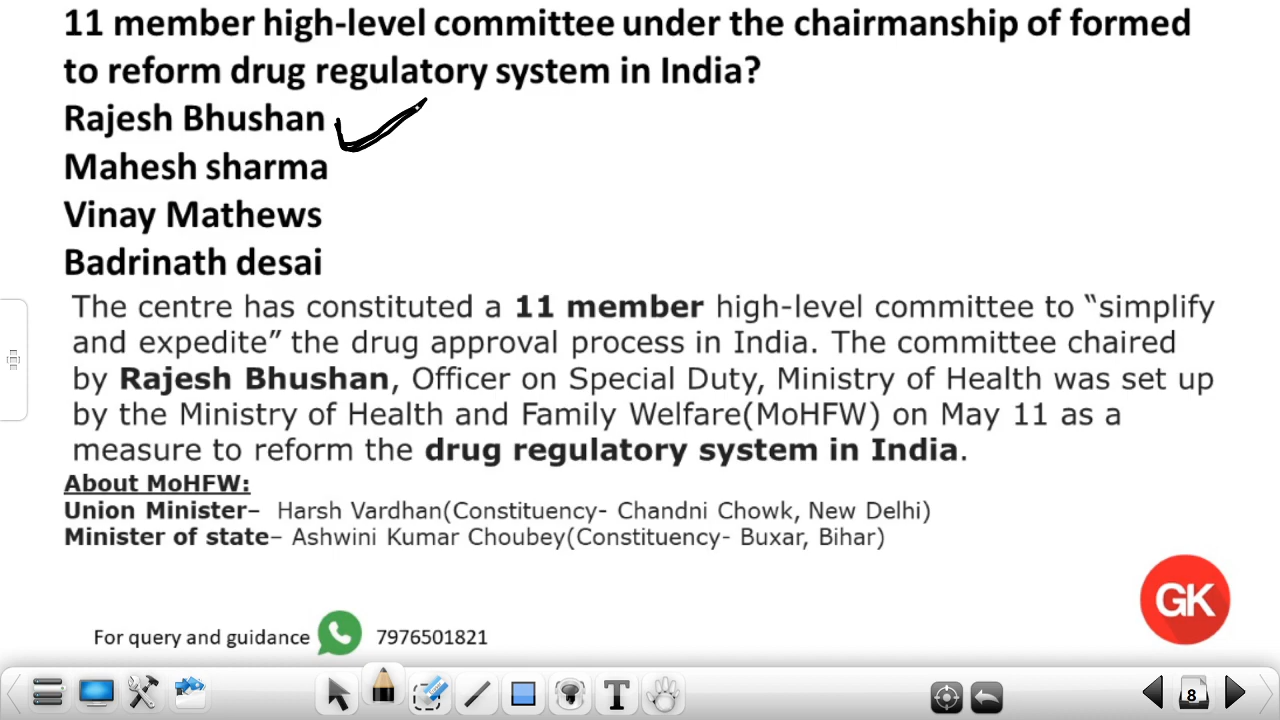 11 member high-level committee under the chairmanship of formed
to reform drug regulatory system in India?
Rajesh Bhushan
Mahesh sharma
Vinay Mathews
Badrinath desai
The centre has constituted a 11 member high-level committee to “simplify
and expedite” the drug approval process in India. The committee chaired
by Rajesh Bhushan, Officer on Special Duty, Ministry of Health was set up
by the Ministry of Health and Family Welfare(MoHFW) on May 11 as a
measure to reform the drug regulatory system in India.
About MoHFW:
Union Minister– Harsh Vardhan(Constituency- Chandni Chowk, New Delhi)
Minister of state– Ashwini Kumar Choubey(Constituency- Buxar, Bihar)
GK
For query and guidance 7976501821
T
8